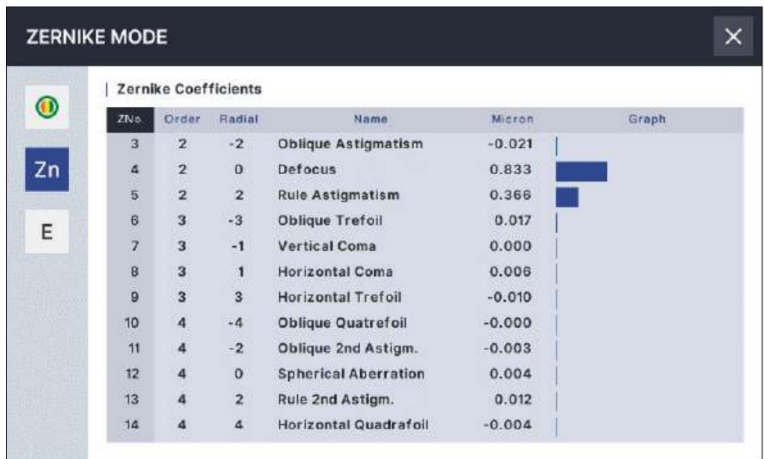 ZERNIKE MODE
Zernike Coefficients
ZNo. Order Radial Name Micron Graph
3 2 -2 Oblique Astigmatism -0.021
4 2 0 Defocus 0.833
5 2 2 Rule Astigmatism 0.366
6 3 -3 Oblique Trefoil 0.017
7 3 -1 Vertical Coma 0.000
8 3 1 Horizontal Coma 0.006
9 3 3 Horizontal Trefoil -0.010
10 4 -4 Oblique Quatrefoil -0.000
11 4 -2 Oblique 2nd Astigm. -0.003
12 4 0 Spherical Aberration 0.004
13 4 2 Rule 2nd Astigm. 0.012
14 4 4 Horizontal Quadrafoil -0.004
Zn
E